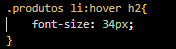 .produtos li:hover h2{
    font-size: 34px;
}